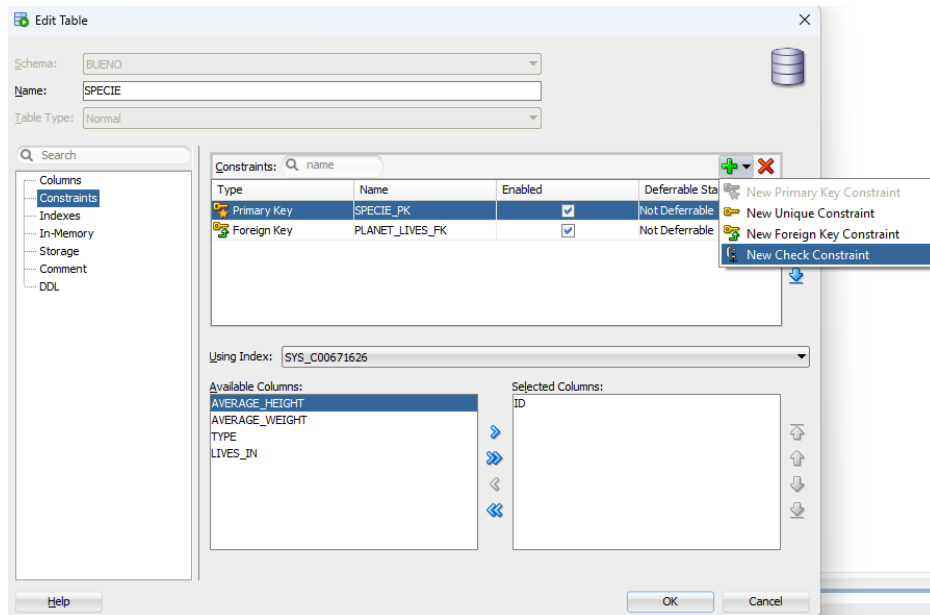 Edit Table
Schema: BUENO
Name: SPECIE
Table Type: Normal
Search
Columns
Constraints
Indexes
In-Memory
Storage
Comment
DDL
Constraints: name
Type Name Enabled Deferrable Sta
Primary Key SPECIE_PK Not Deferrable
Foreign Key PLANET_LIVES_FK Not Deferrable
New Primary Key Constraint
New Unique Constraint
New Foreign Key Constraint
New Check Constraint
Using Index: SYS_C00671626
Available Columns:
AVERAGE_HEIGHT
AVERAGE_WEIGHT
TYPE
LIVES_IN
Selected Columns:
ID
Help OK Cancel